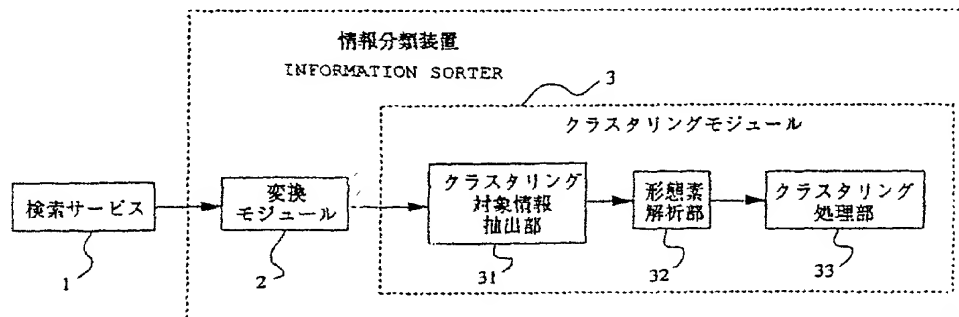 情報分類装置
INFORMATION SORTER
3
クラスタリングモジュール
検索サービス
変換
モジュール
クラスタリング
対象情報
抽出部
形態素
解析部
クラスタリング
処理部
1
2
31
32
33